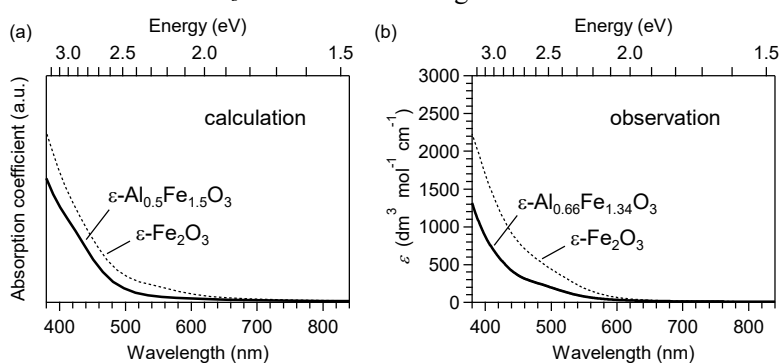 (a)
Energy (eV)
3.0 2.5 2.0 1.5
Absorption coefficient (a.u.)
calculation
ε-Al0.5Fe1.5O3
ε-Fe2O3
400 500 600 700 800
Wavelength (nm)
(b)
Energy (eV)
3.0 2.5 2.0 1.5
ε (dm3 mol-1 cm-1)
3000
2500
2000
1500
1000
500
0
observation
ε-Al0.66Fe1.34O3
ε-Fe2O3
400 500 600 700 800
Wavelength (nm)